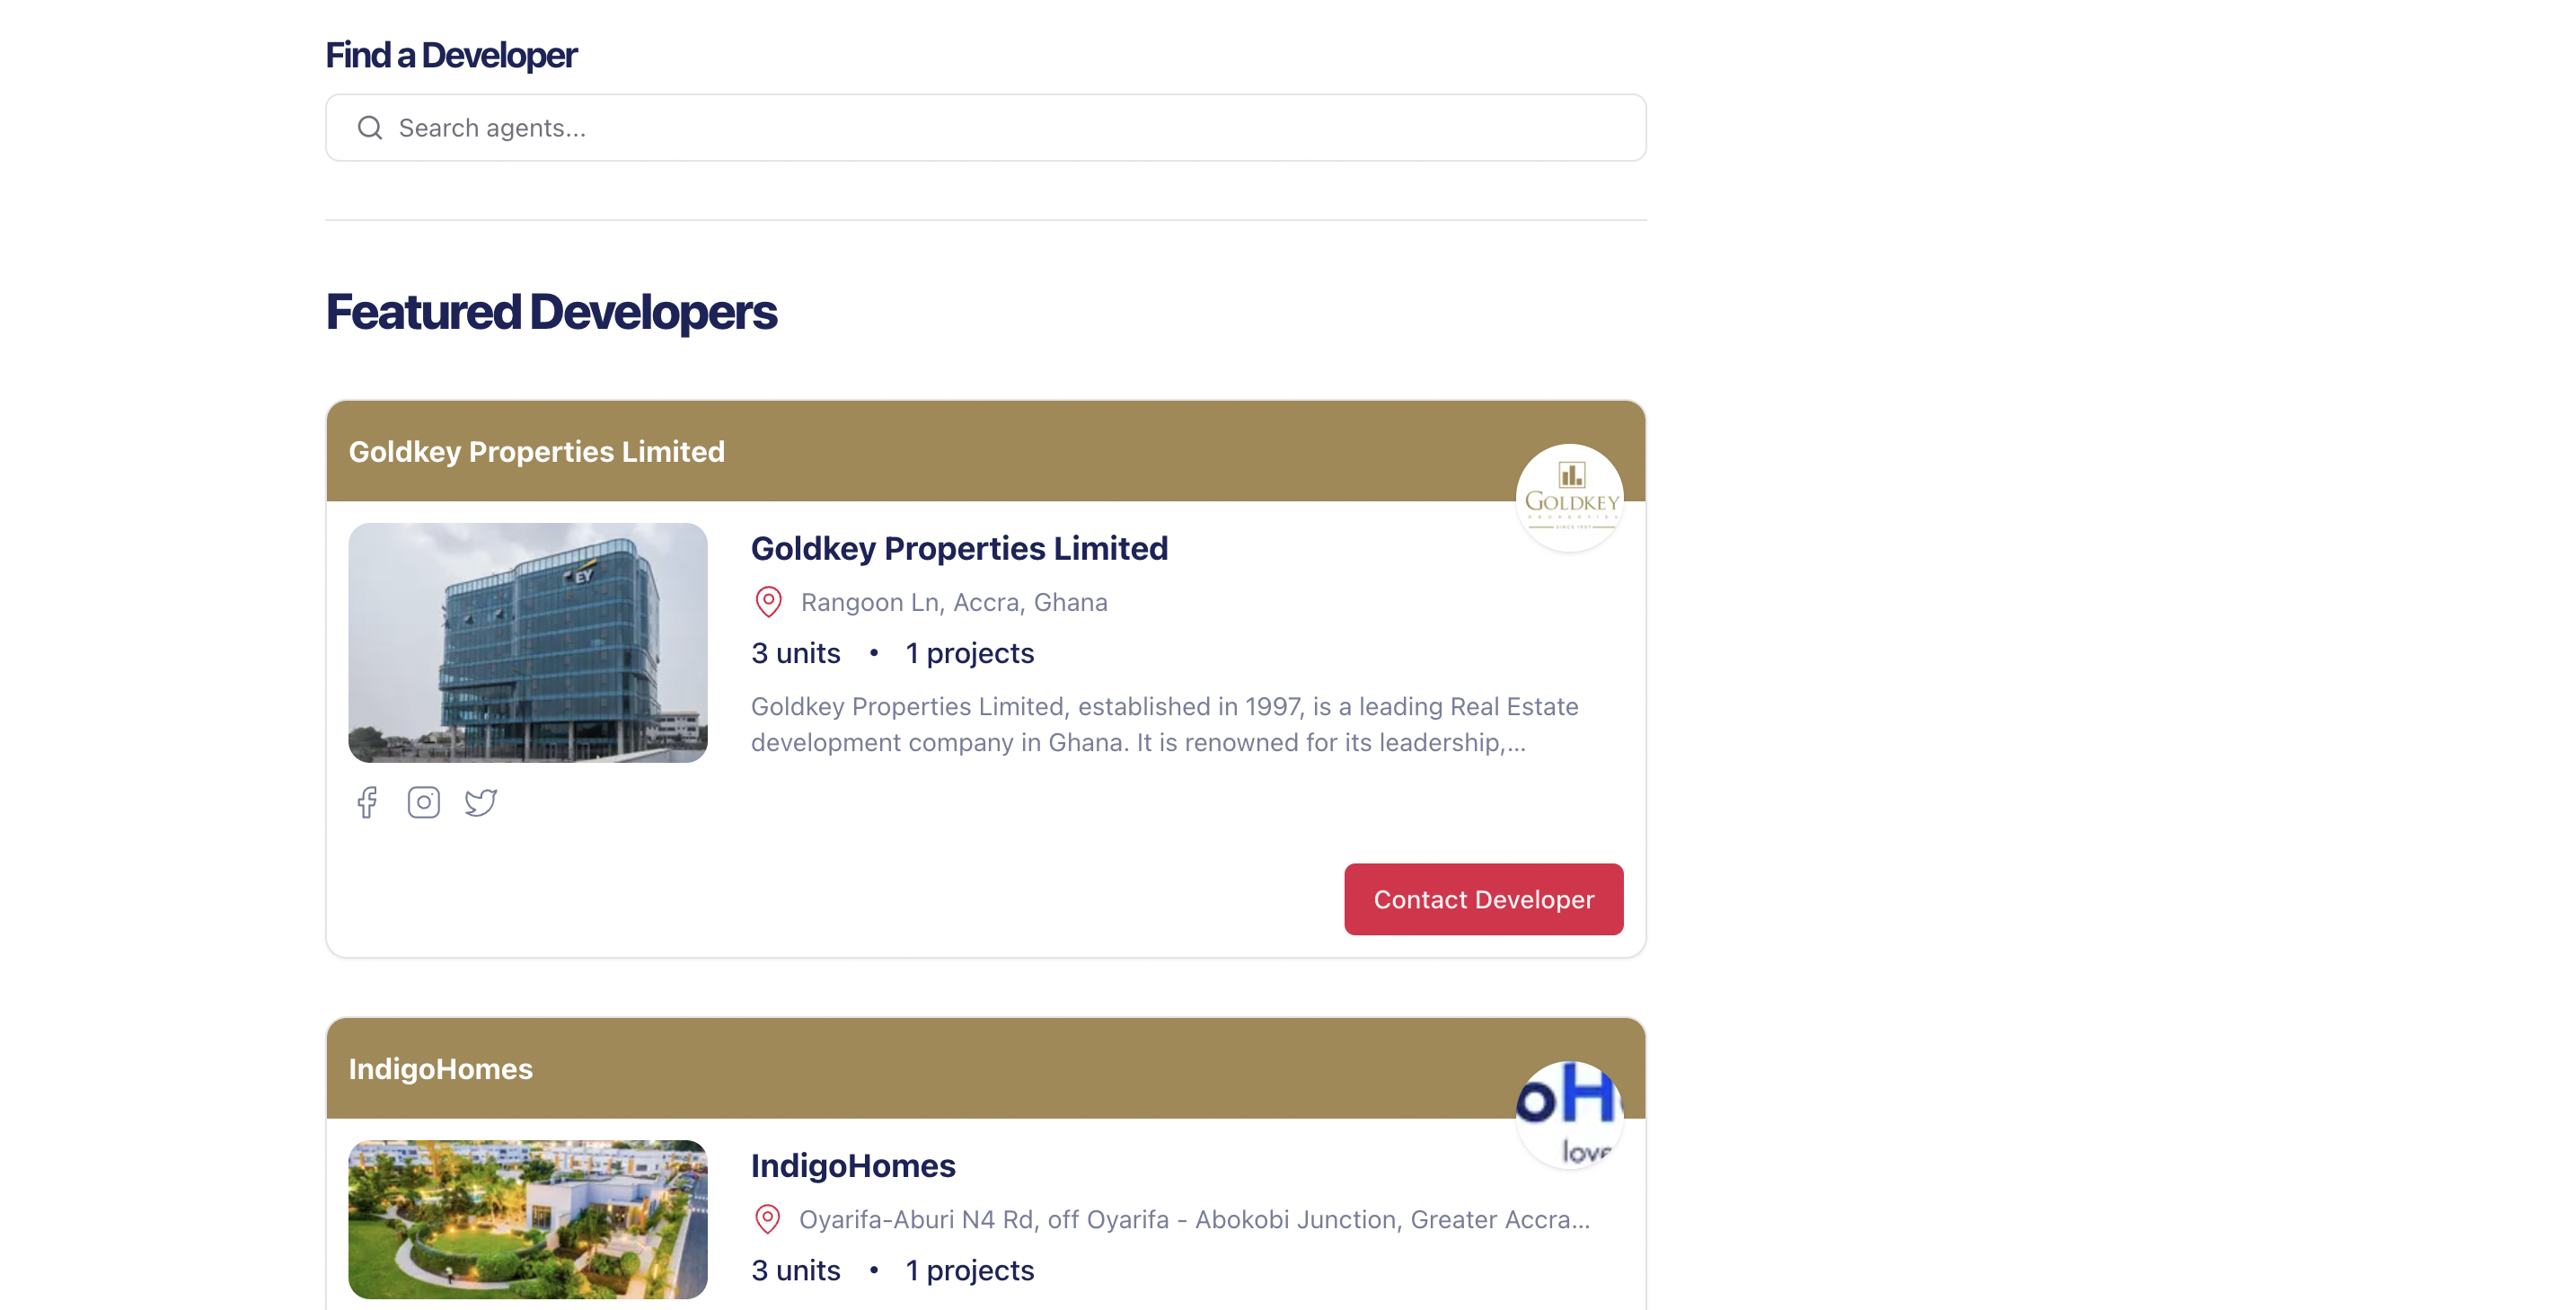 Find a Developer
Search agents...
Featured Developers
Goldkey Properties Limited
GOLDKEY
PROPERTIES
SINCE 1997
EY
Goldkey Properties Limited
Rangoon Ln, Accra, Ghana
3 units • 1 projects
Goldkey Properties Limited, established in 1997, is a leading Real Estate
development company in Ghana. It is renowned for its leadership,...
Contact Developer
IndigoHomes
oH
love
IndigoHomes
Oyarifa-Aburi N4 Rd, off Oyarifa - Abokobi Junction, Greater Accra...
3 units • 1 projects